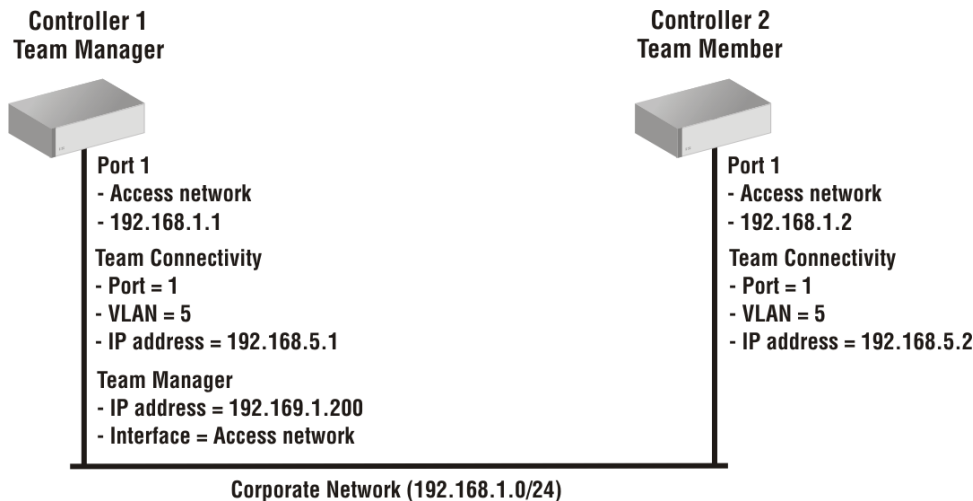 Controller 1
Team Manager
Port 1
- Access network
- 192.168.1.1
Team Connectivity
- Port = 1
- VLAN = 5
- IP address = 192.168.5.1
Team Manager
- IP address = 192.169.1.200
- Interface = Access network
Controller 2
Team Member
Port 1
- Access network
- 192.168.1.2
Team Connectivity
- Port = 1
- VLAN = 5
- IP address = 192.168.5.2
Corporate Network (192.168.1.0/24)